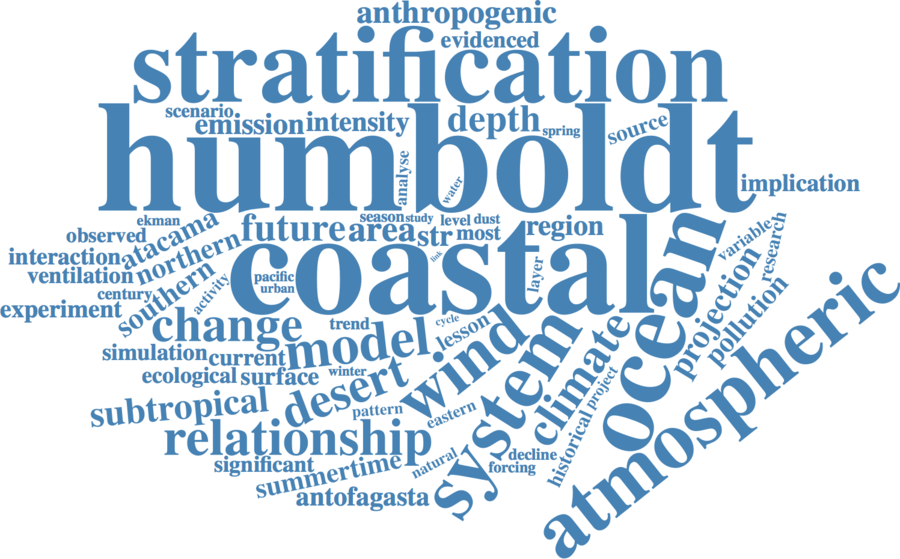 anthropogenic
evidenced
stratification
scenario
emission
intensity
depth
spring
source
humboldt
analyse
water
implication
ekman
season
study
level
dust
observed
atacama
future
area
str
most
region
variable
research
interaction
northern
link
coastal
layer
ventilation
southern
activity
pacific
urban
century
experiment
ocean
projection
pollution
atmospheric
change
trend
cycle
lesson
model
wind
system
climate
simulation
current
winter
ecological
surface
desert
pattern
eastern
project
historical
subtropical
relationship
significant
summertime
natural
decline
forcing
antofagasta